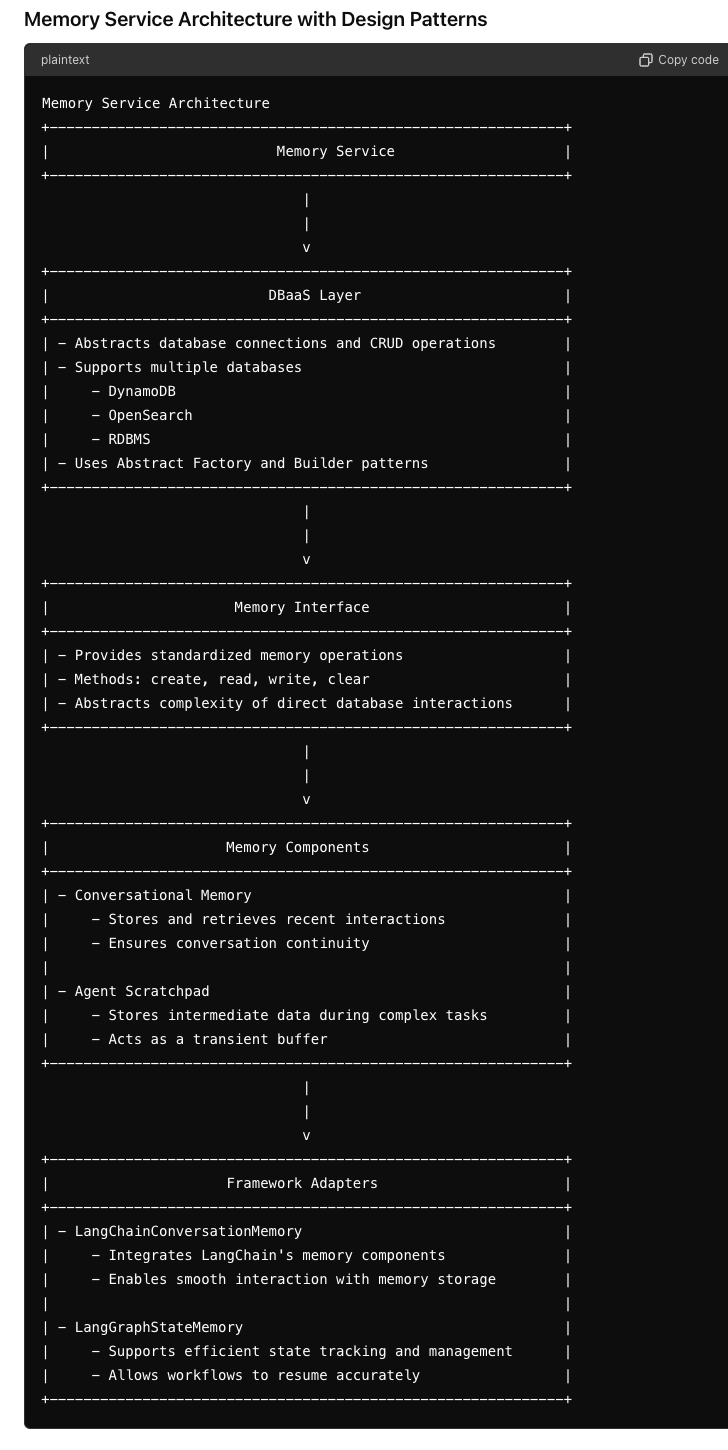 Memory Service Architecture with Design Patterns
plaintext
Copy code
Memory Service Architecture
+-------------------------------------------------------------+
|                           Memory Service                    |
+-------------------------------------------------------------+
                               |
                               |
                               v
+-------------------------------------------------------------+
|                          DBaaS Layer                        |
+-------------------------------------------------------------+
| - Abstracts database connections and CRUD operations        |
| - Supports multiple databases                               |
|     - DynamoDB                                              |
|     - OpenSearch                                            |
|     - RDBMS                                                 |
| - Uses Abstract Factory and Builder patterns                |
+-------------------------------------------------------------+
                               |
                               |
                               v
+-------------------------------------------------------------+
|                      Memory Interface                       |
+-------------------------------------------------------------+
| - Provides standardized memory operations                   |
| - Methods: create, read, write, clear                       |
| - Abstracts complexity of direct database interactions      |
+-------------------------------------------------------------+
                               |
                               |
                               v
+-------------------------------------------------------------+
|                     Memory Components                       |
+-------------------------------------------------------------+
| - Conversational Memory                                     |
|     - Stores and retrieves recent interactions              |
|     - Ensures conversation continuity                       |
|                                                             |
| - Agent Scratchpad                                          |
|     - Stores intermediate data during complex tasks         |
|     - Acts as a transient buffer                            |
+-------------------------------------------------------------+
                               |
                               |
                               v
+-------------------------------------------------------------+
|                     Framework Adapters                      |
+-------------------------------------------------------------+
| - LangChainConversationMemory                               |
|     - Integrates LangChain's memory components              |
|     - Enables smooth interaction with memory storage        |
|                                                             |
| - LangGraphStateMemory                                      |
|     - Supports efficient state tracking and management      |
|     - Allows workflows to resume accurately                 |
+-------------------------------------------------------------+